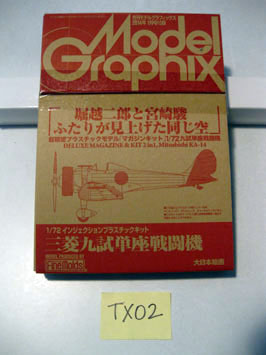 Model
Graphix
堀越二郎と宮崎駿
ふたりが見上げた同じ空
DELUXE MAGAZINE & KIT 2 in 1, Mitsubishi KA-14
1/72 インジェクションプラスチックキット
三菱九試単座戦闘機
FINEMOLDS
大日本絵画
TX02